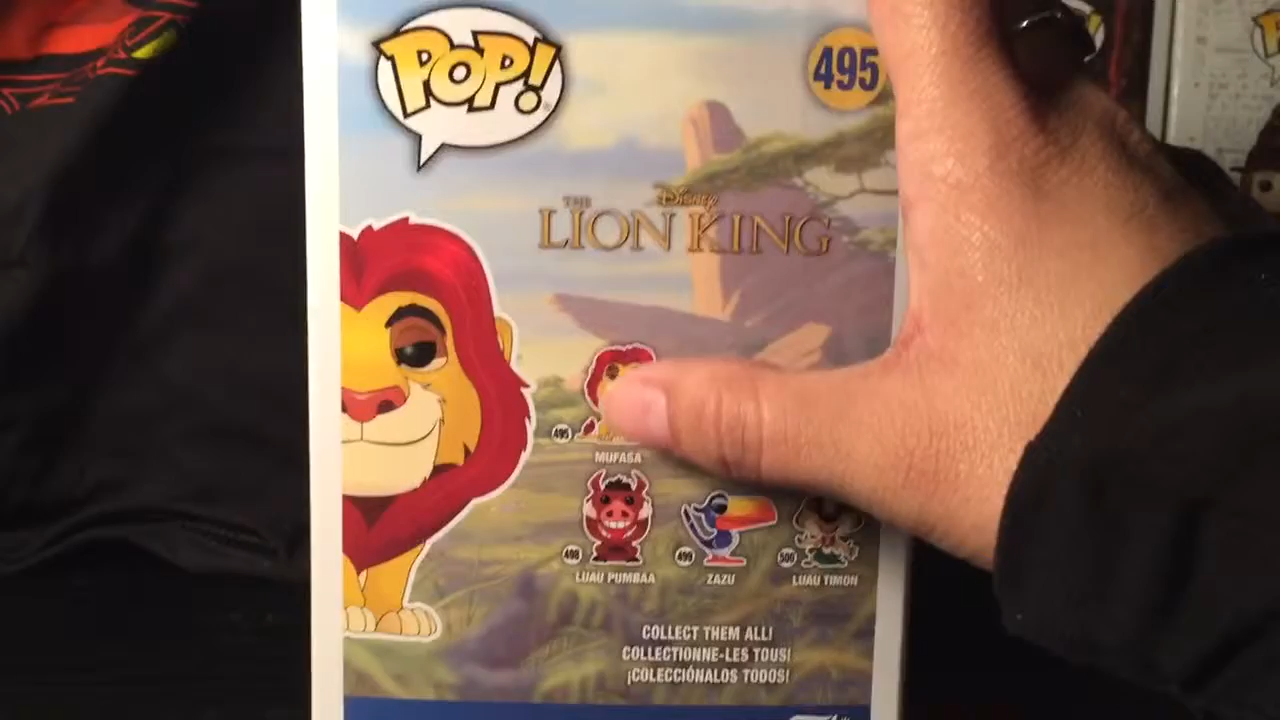 POP!
495
Disney
THE
LION KING
495
MUFASA
498
499
500
LUAU PUMBAA
ZAZU
LUAU TIMON
COLLECT THEM ALL!
COLLECTIONNE-LES TOUS!
¡COLECCIÓNALOS TODOS!